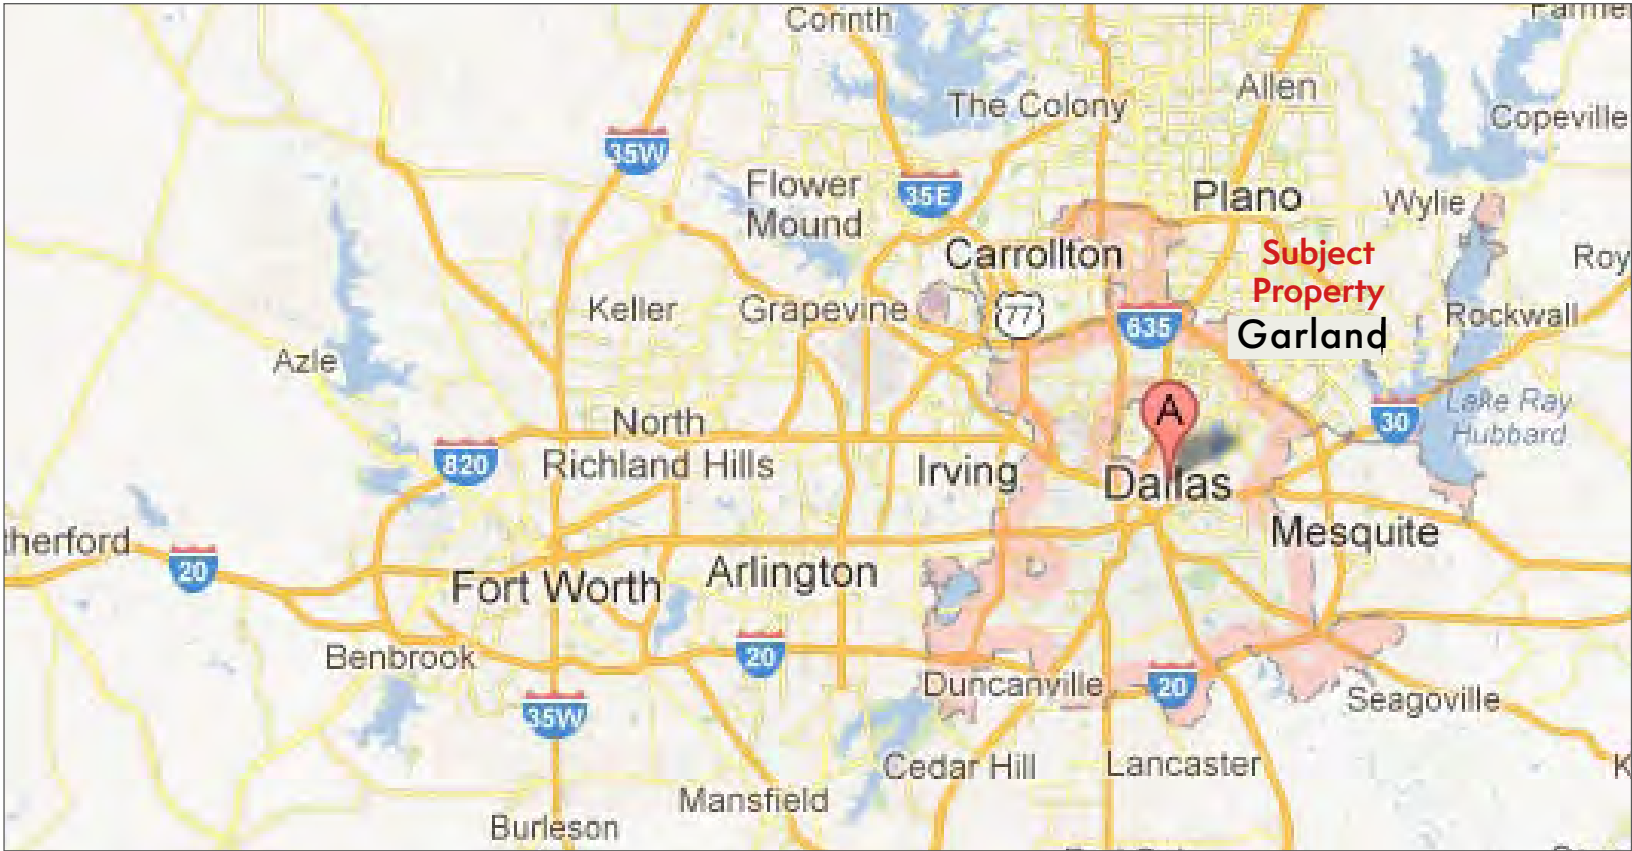 Corinth
Farmer
Allen
The Colony
Copeville
35W
Flower
Mound
35E
Plano
Wylie
Carrollton
Subject
Property
Roy
Keller
Grapevine
77
635
Garland
Rockwall
Azle
A
Lake Ray
Hubbard
30
North
Richland Hills
820
Irving
Dallas
Mesquite
therford
20
Fort Worth
Arlington
Benbrook
20
Duncanville
20
Seagoville
35W
Cedar Hill
Lancaster
K
Mansfield
Burleson